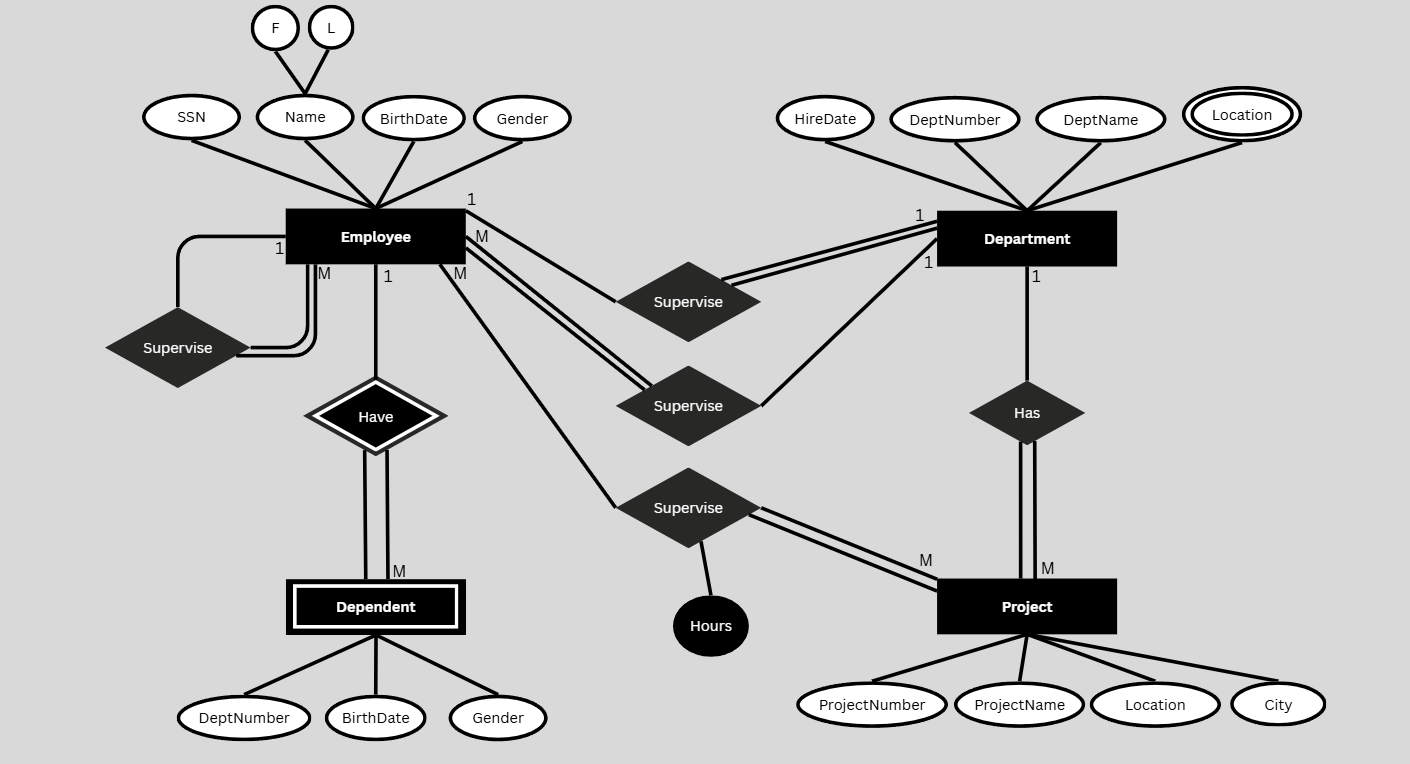 F
L
SSN
Name
BirthDate
Gender
HireDate
DeptNumber
DeptName
Location
Employee
Department
1
M
1
M
1
M
1
1
1
Supervise
Supervise
Supervise
Have
Has
Supervise
M
M
M
Dependent
Hours
Project
DeptNumber
BirthDate
Gender
ProjectNumber
ProjectName
Location
City